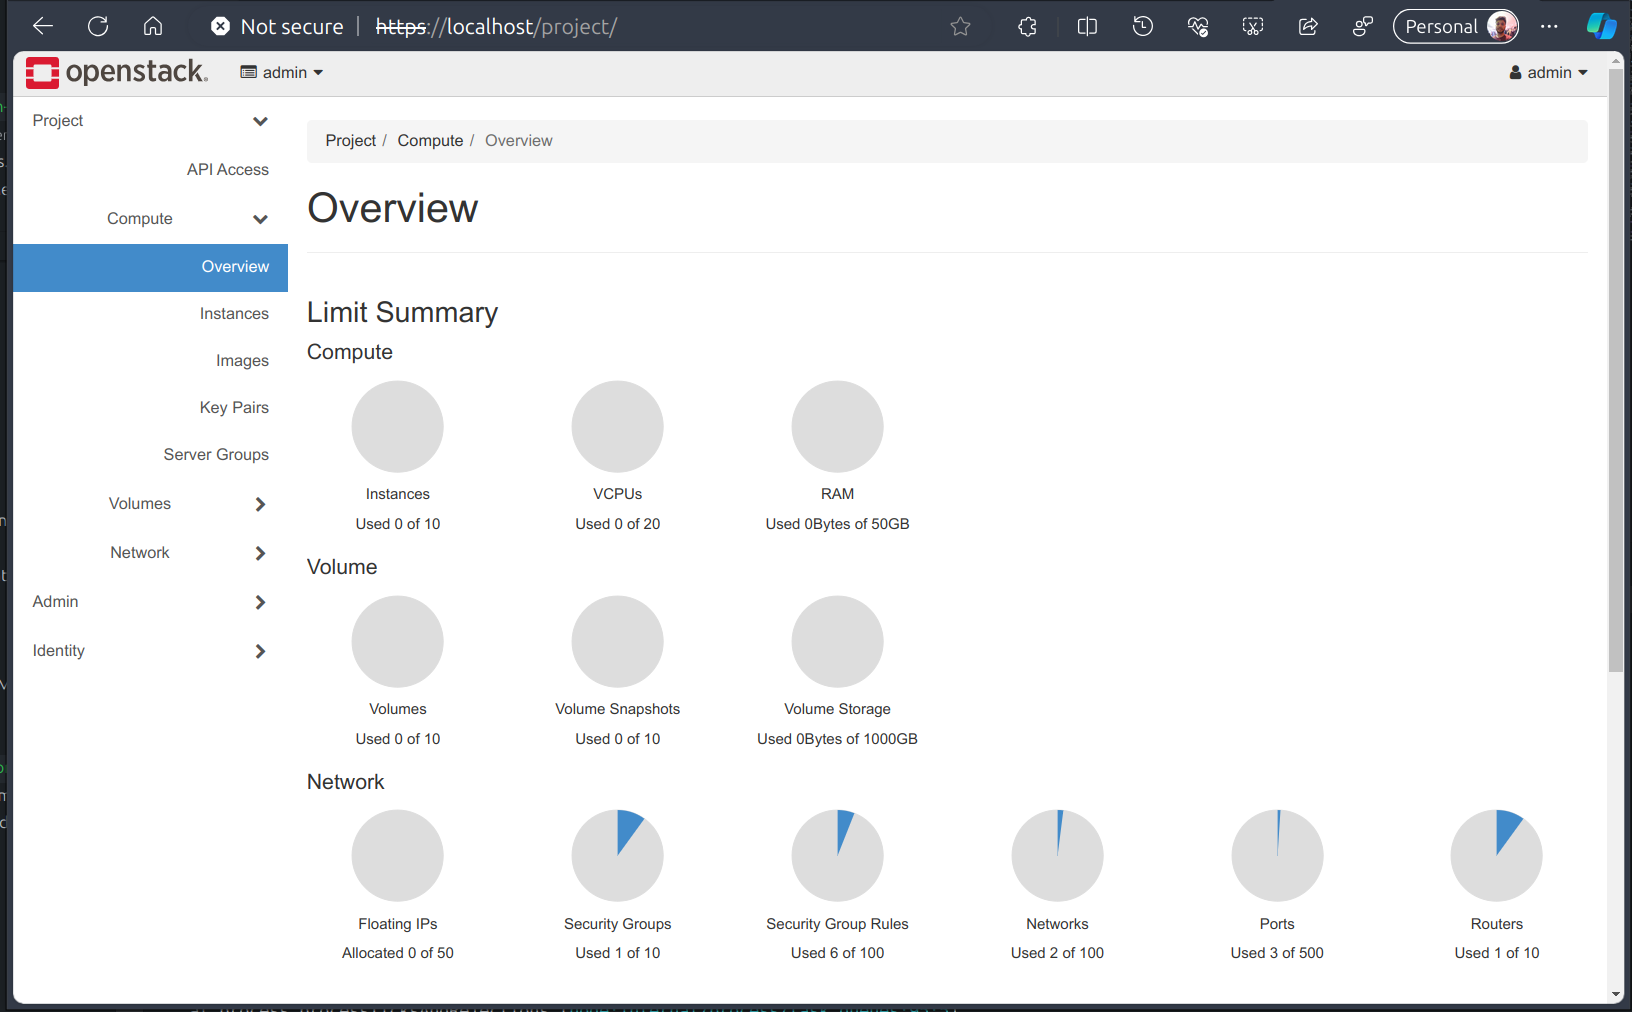 Not secure https://localhost/project/ Personal
openstack. admin admin
Project
API Access
Compute
Overview
Instances
Images
Key Pairs
Server Groups
Volumes
Network
Admin
Identity
Project / Compute / Overview
Overview
Limit Summary
Compute
Instances VCPUs RAM
Used 0 of 10 Used 0 of 20 Used 0Bytes of 50GB
Volume
Volumes Volume Snapshots Volume Storage
Used 0 of 10 Used 0 of 10 Used 0Bytes of 1000GB
Network
Floating IPs Security Groups Security Group Rules Networks Ports Routers
Allocated 0 of 50 Used 1 of 10 Used 6 of 100 Used 2 of 100 Used 3 of 500 Used 1 of 10